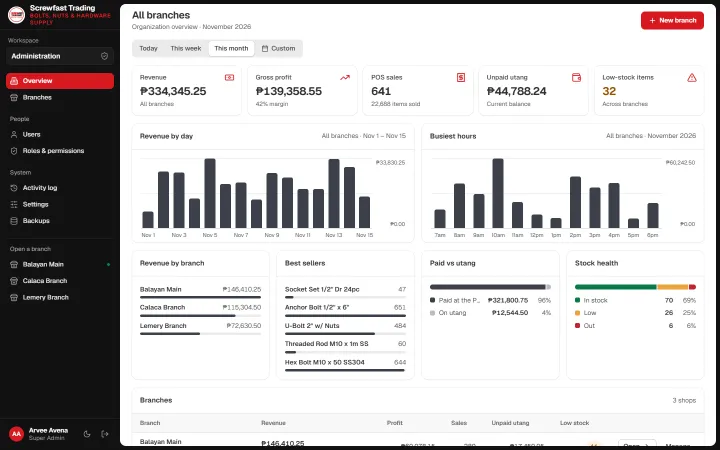 Screwfast Trading
BOLTS, NUTS & HARDWARE
SUPPLY
Workspace
Administration
Overview
Branches
People
Users
Roles & permissions
System
Activity log
Settings
Backups
Open a branch
Balayan Main
Calaca Branch
Lemery Branch
AA
Arvee Avena
Super Admin
All branches
Organization overview · November 2026
New branch
Today This week This month Custom
Revenue
₱334,345.25
All branches
Gross profit
₱139,358.55
42% margin
POS sales
641
22,688 items sold
Unpaid utang
₱44,788.24
Current balance
Low-stock items
32
Across branches
Revenue by day
All branches · Nov 1 – Nov 15
₱33,830.25
₱0.00
Nov 1 Nov 3 Nov 5 Nov 7 Nov 9 Nov 11 Nov 13 Nov 15
Busiest hours
All branches · November 2026
₱60,242.50
₱0.00
7am 8am 9am 10am 11am 12pm 1pm 2pm 3pm 4pm 5pm 6pm
Revenue by branch
Balayan Main ₱146,410.25
Calaca Branch ₱115,304.50
Lemery Branch ₱72,630.50
Best sellers
Socket Set 1/2" Dr 24pc 47
Anchor Bolt 1/2" x 6" 651
U-Bolt 2" w/ Nuts 484
Threaded Rod M10 x 1m SS 60
Hex Bolt M10 x 50 SS304 644
Paid vs utang
Paid at the P... ₱321,800.75 96%
On utang ₱12,544.50 4%
Stock health
In stock 70 69%
Low 26 25%
Out 6 6%
Branches
3 shops
Branch Revenue Profit Sales Unpaid utang Low stock
Balayan Main ₱146,410.25